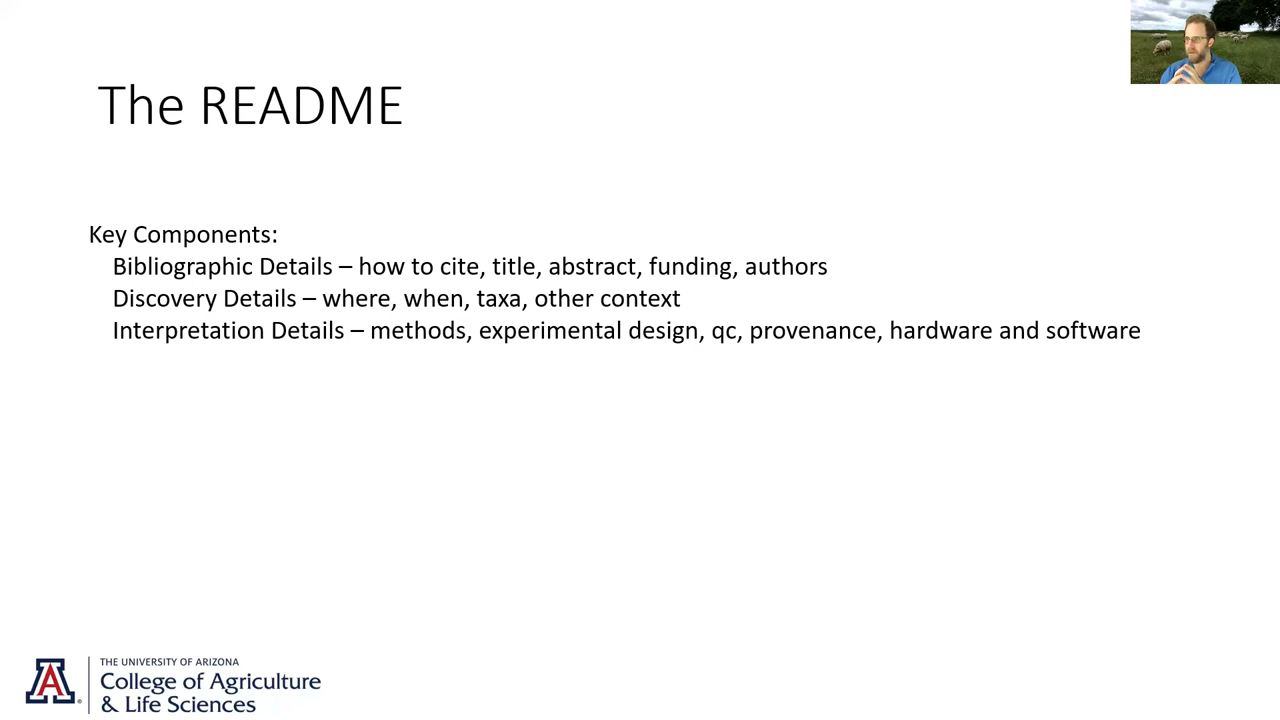 The README
Key Components:
Bibliographic Details – how to cite, title, abstract, funding, authors
Discovery Details – where, when, taxa, other context
Interpretation Details – methods, experimental design, qc, provenance, hardware and software
A
THE UNIVERSITY OF ARIZONA
College of Agriculture
& Life Sciences